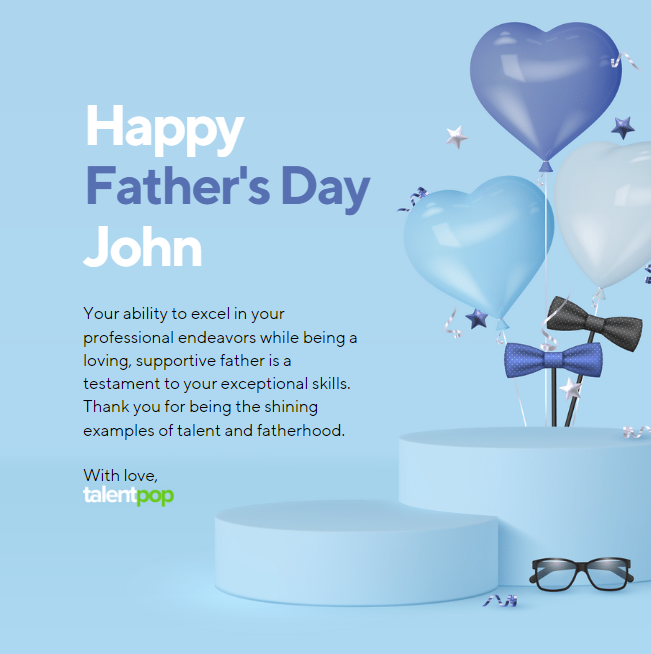 Happy
Father's Day
John
Your ability to excel in your
professional endeavors while being a
loving, supportive father is a
testament to your exceptional skills.
Thank you for being the shining
examples of talent and fatherhood.
With love,
talentpop